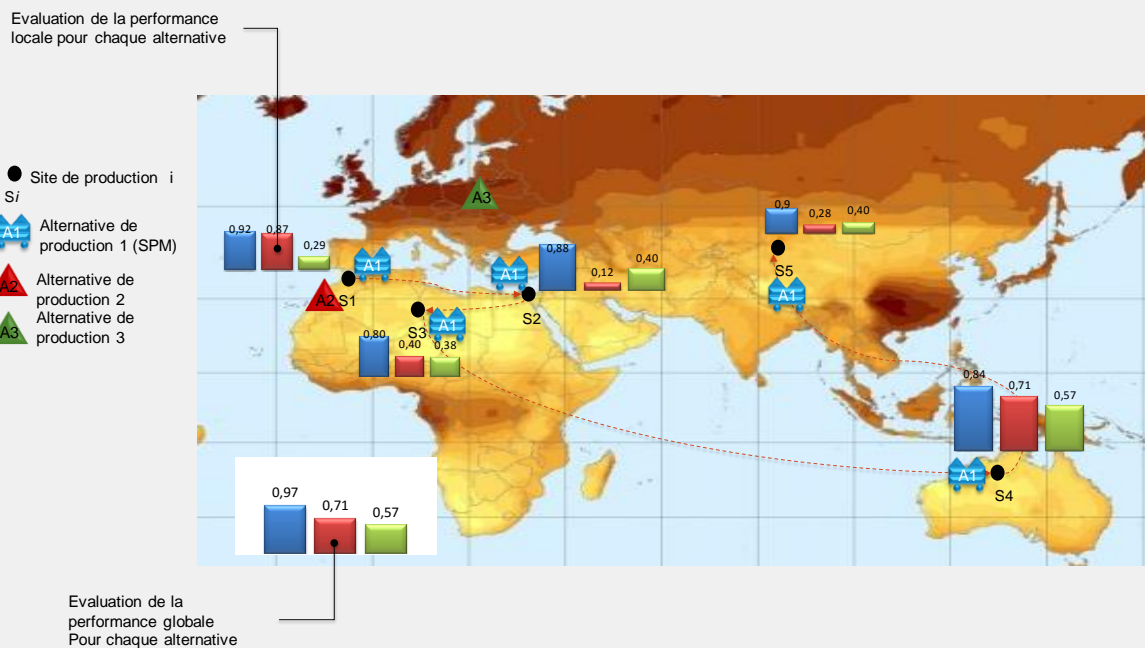 Evaluation de la performance
locale pour chaque alternative
Site de production i
Si
A1
Alternative de
production 1 (SPM)
A2
Alternative de
production 2
A3
Alternative de
production 3
A3
0,92 0,87 0,29
A1
A2 S1
A1
0,88 0,12 0,40
S2
S3
A1
0,80 0,40 0,38
0,9 0,28 0,40
S5
A1
0,84 0,71 0,57
A1
S4
0,97 0,71 0,57
Evaluation de la
performance globale
Pour chaque alternative